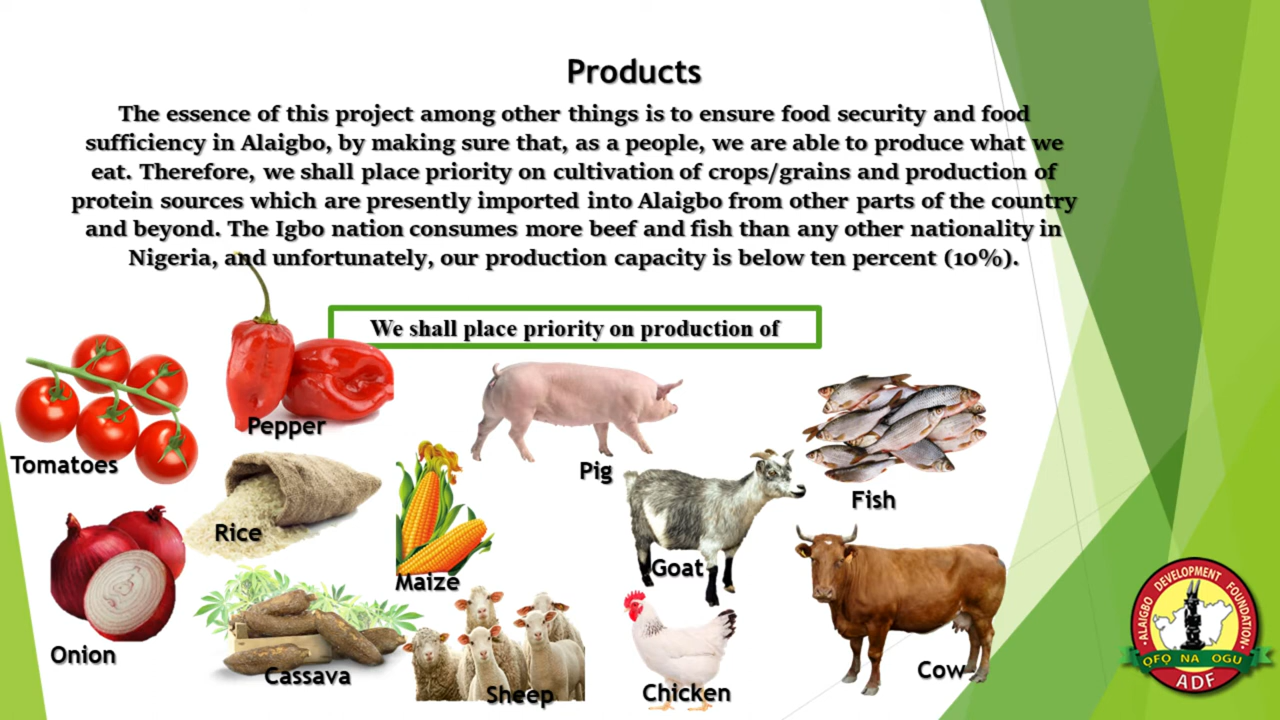 Products
The essence of this project among other things is to ensure food security and food
sufficiency in Alaigbo, by making sure that, as a people, we are able to produce what we
eat. Therefore, we shall place priority on cultivation of crops/grains and production of
protein sources which are presently imported into Alaigbo from other parts of the country
and beyond. The Igbo nation consumes more beef and fish than any other nationality in
Nigeria, and unfortunately, our production capacity is below ten percent (10%).
We shall place priority on production of
Pepper
Tomatoes
Pig
Fish
Rice
Goat
Maize
Onion
Cassava
Sheep
Chicken
Cow
ALAIGBO DEVELOPMENT FOUNDATION
ỌFỌ NA OGU
ADF